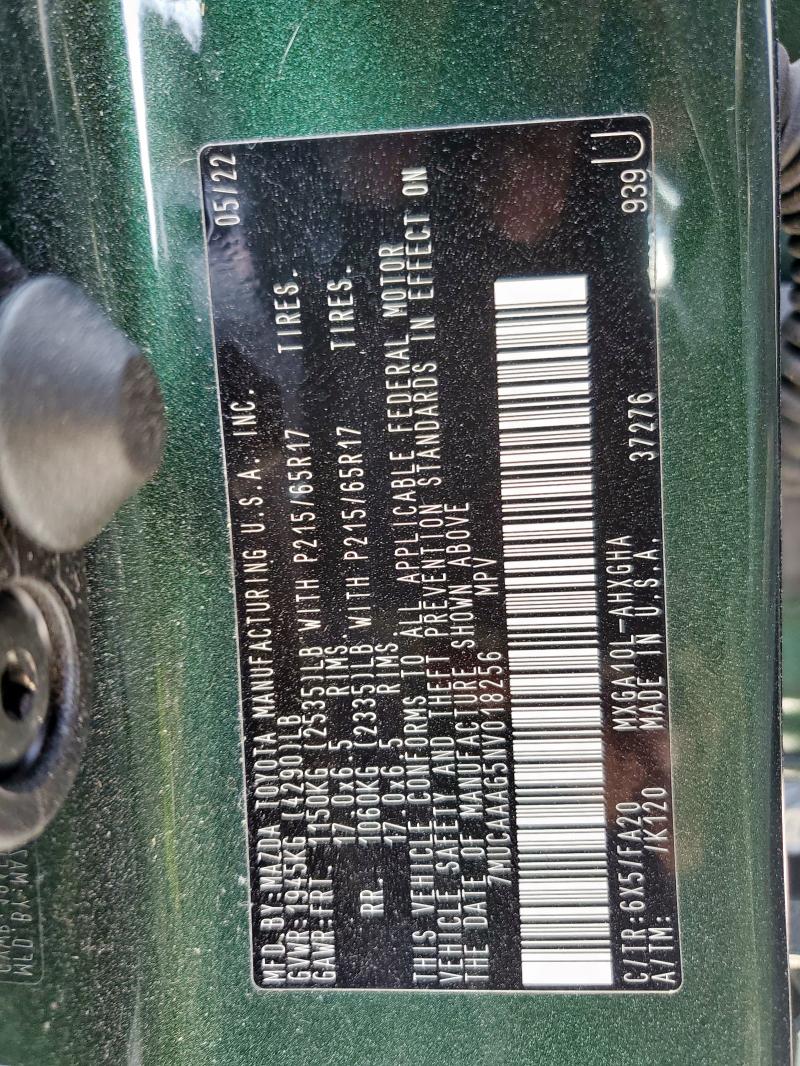 MFD. BY: MAZDA TOYOTA MANUFACTURING U.S.A. INC. 05/22
GVWR: 1945KG (4290)LB
GAWR: FRT. 1150KG (2535)LB WITH P215/65R17 TIRES.
17.0x6.5 RIMS.
RR. 1060KG (2335)LB WITH P215/65R17 TIRES.
17.0x6.5 RIMS
THIS VEHICLE CONFORMS TO ALL APPLICABLE FEDERAL MOTOR
VEHICLE SAFETY AND THEFT PREVENTION STANDARDS IN EFFECT ON
THE DATE OF MANUFACTURE SHOWN ABOVE
7MUCAAAG5NV018256 MPV
C/TR: 6X5/FA20 MXGA10L-AHXGHA 37276 939 U
A/TM: /K120 MADE IN U.S.A.